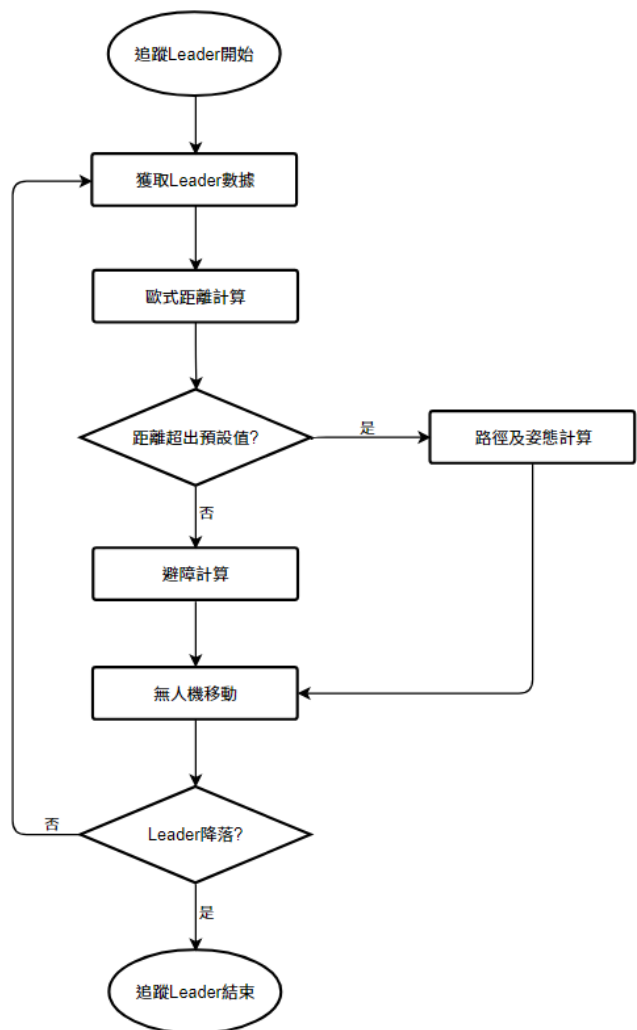 追蹤Leader開始
獲取Leader數據
歐式距離計算
距離超出預設值?
是
路徑及姿態計算
否
避障計算
無人機移動
否
Leader降落?
是
追蹤Leader結束